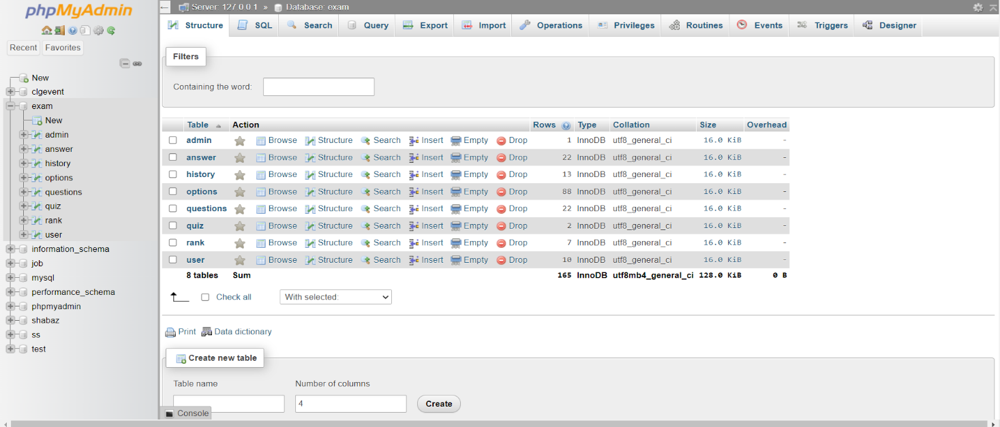 phpMyAdmin
Recent Favorites
New
clgevent
exam
New
admin
answer
history
options
questions
quiz
rank
user
information_schema
job
mysql
performance_schema
phpmyadmin
shabaz
ss
test
Server: 127.0.0.1 » Database: exam
Structure SQL Search Query Export Import Operations Privileges Routines Events Triggers Designer
Filters
Containing the word:
Table Action Rows Type Collation Size Overhead
admin Browse Structure Search Insert Empty Drop 1 InnoDB utf8_general_ci 16.0 KiB -
answer Browse Structure Search Insert Empty Drop 22 InnoDB utf8_general_ci 16.0 KiB -
history Browse Structure Search Insert Empty Drop 13 InnoDB utf8_general_ci 16.0 KiB -
options Browse Structure Search Insert Empty Drop 88 InnoDB utf8_general_ci 16.0 KiB -
questions Browse Structure Search Insert Empty Drop 22 InnoDB utf8_general_ci 16.0 KiB -
quiz Browse Structure Search Insert Empty Drop 2 InnoDB utf8_general_ci 16.0 KiB -
rank Browse Structure Search Insert Empty Drop 7 InnoDB utf8_general_ci 16.0 KiB -
user Browse Structure Search Insert Empty Drop 10 InnoDB utf8_general_ci 16.0 KiB -
8 tables Sum 165 InnoDB utf8mb4_general_ci 128.0 KiB 0 B
Check all With selected:
Print Data dictionary
Create new table
Table name Number of columns
4 Create
Console